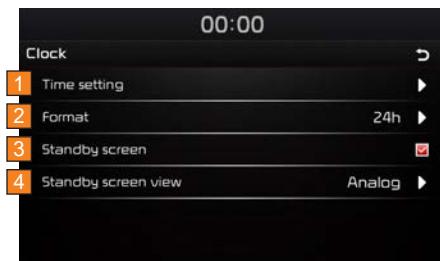 00:00
Clock
1 Time setting
2 Format 24h
3 Standby screen
4 Standby screen view Analog